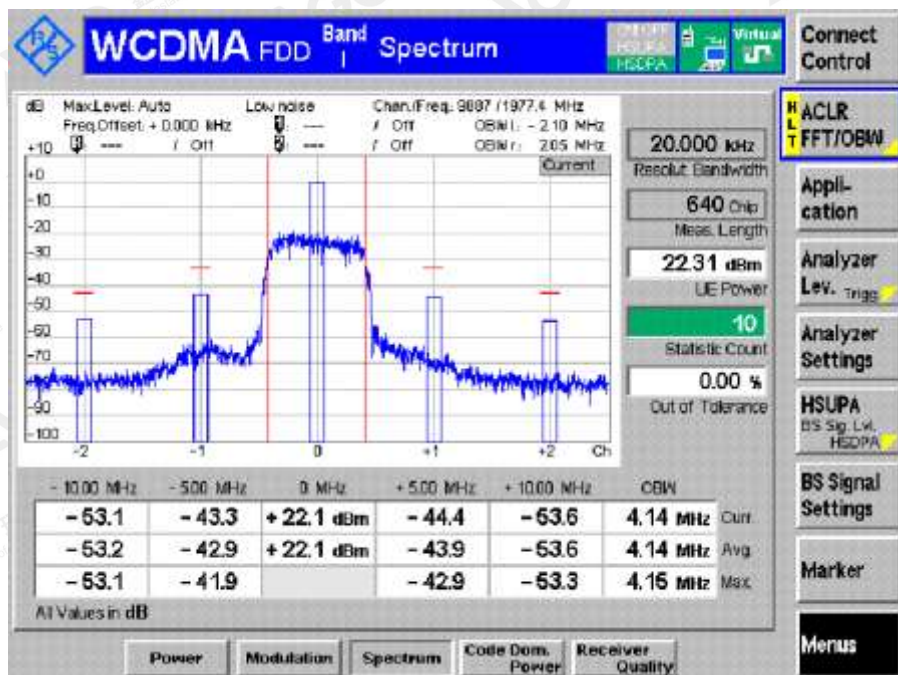 WCDMA FDD Band I Spectrum
HSUPA
HSDPA
Virtual
Connect Control
dB Max.Level: Auto Low noise Chan./Freq.: 9887 / 1977.4 MHz
Freq.Offset: + 0.000 kHz --- / Off OBW l: - 2.10 MHz
--- / Off --- / Off OBW r: 2.05 MHz
Current
+10
+0
-10
-20
-30
-40
-50
-60
-70
-90
-100
-2 -1 0 +1 +2 Ch
20.000 kHz
Resolut. Bandwidth
640 Chip
Meas. Length
22.31 dBm
UE Power
10
Statistic Count
0.00 %
Out of Tolerance
- 10.00 MHz - 5.00 MHz 0 MHz + 5.00 MHz + 10.00 MHz OBW
-53.1 -43.3 +22.1 dBm -44.4 -53.6 4.14 MHz Curr.
-53.2 -42.9 +22.1 dBm -43.9 -53.6 4.14 MHz Avg.
-53.1 -41.9 -42.9 -53.3 4.15 MHz Max.
All Values in dB
HLT
ACLR
FFT/OBW
Appli-
cation
Analyzer
Lev. Trigg
Analyzer
Settings
HSUPA
BS Sig. Lvl.
HSDPA
BS Signal
Settings
Marker
Menus
Power Modulation Spectrum Code Dom. Power Receiver Quality